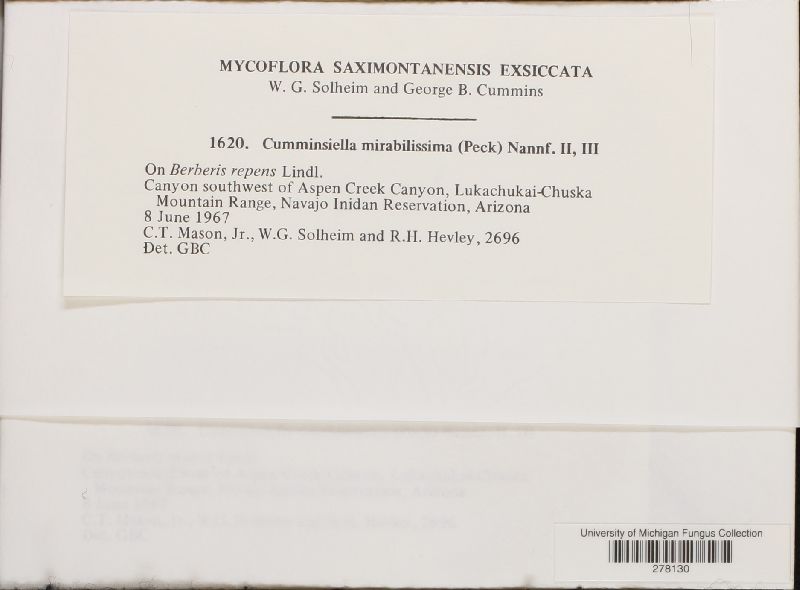 MYCOFLORA SAXIMONTANENSIS EXSICCATA
W. G. Solheim and George B. Cummins
1620. Cumminsiella mirabilissima (Peck) Nannf. II, III
On Berberis repens Lindl.
Canyon southwest of Aspen Creek Canyon, Lukachukai-Chuska
Mountain Range, Navajo Inidan Reservation, Arizona
8 June 1967
C.T. Mason, Jr., W.G. Solheim and R.H. Hevley, 2696
Det. GBC
University of Michigan Fungus Collection
278130